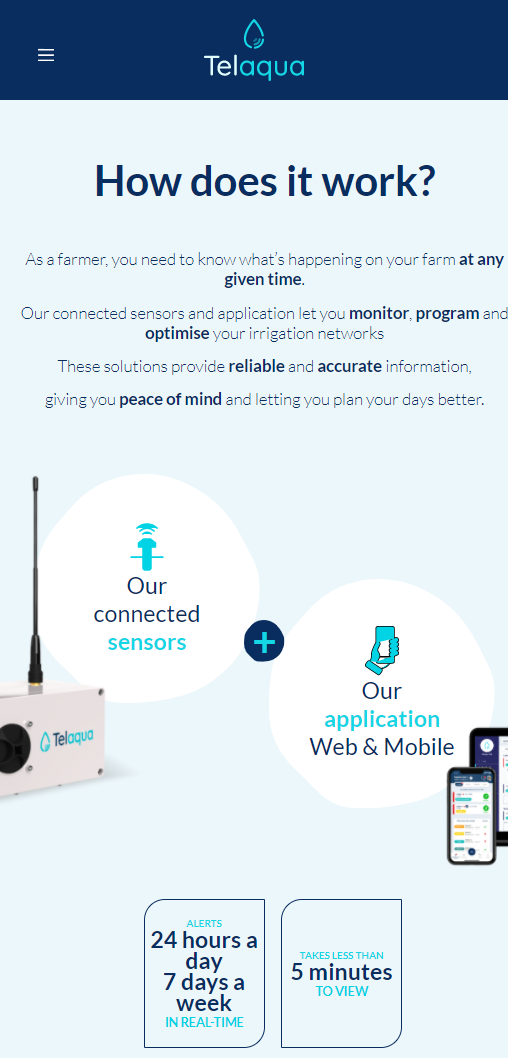 Telaqua
How does it work?
As a farmer, you need to know what's happening on your farm at any
given time.
Our connected sensors and application let you monitor, program and
optimise your irrigation networks
These solutions provide reliable and accurate information,
giving you peace of mind and letting you plan your days better.
Our
connected
sensors
+
Our
application
Web & Mobile
Telaqua
ALERTS
24 hours a
day
7 days a
week
IN REAL-TIME
TAKES LESS THAN
5 minutes
TO VIEW